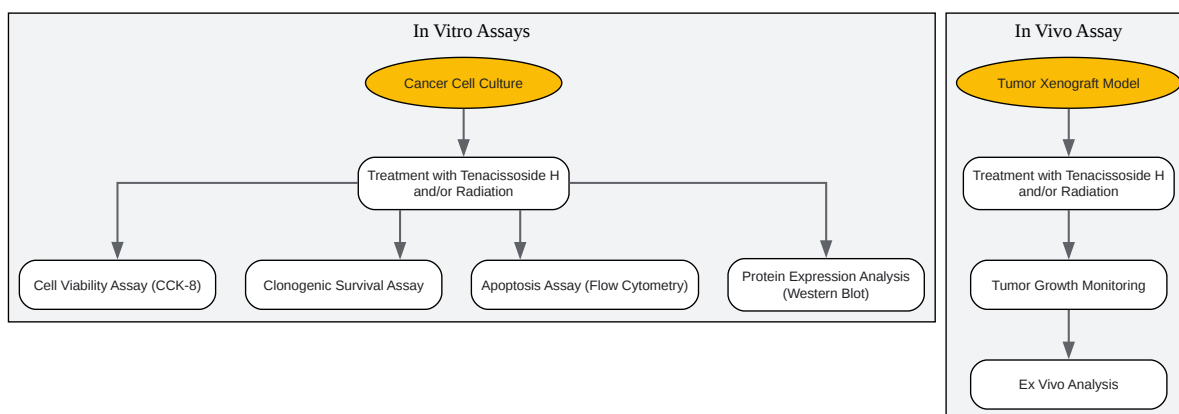 In Vitro Assays
Cancer Cell Culture
Treatment with Tenacissoside H
and/or Radiation
Cell Viability Assay (CCK-8)
Clonogenic Survival Assay
Apoptosis Assay (Flow Cytometry)
Protein Expression Analysis
(Western Blot)
In Vivo Assay
Tumor Xenograft Model
Treatment with Tenacissoside H
and/or Radiation
Tumor Growth Monitoring
Ex Vivo Analysis